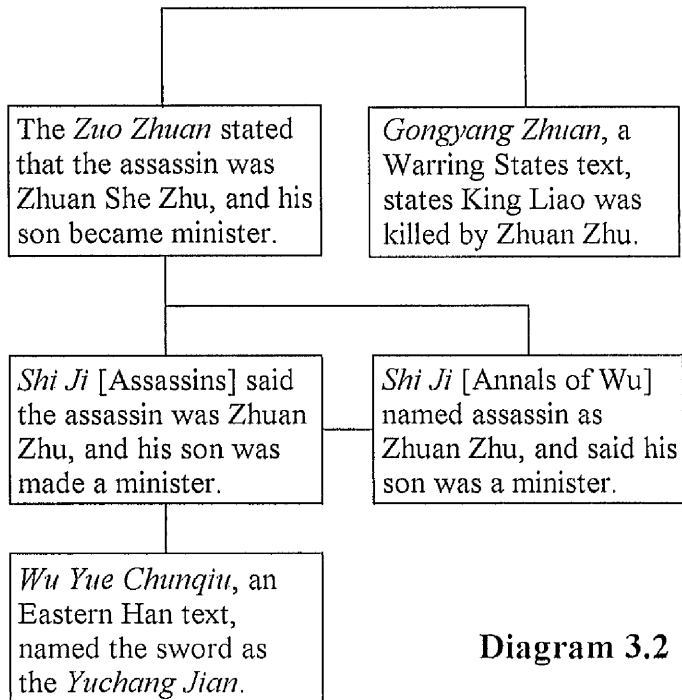 The Zuo Zhuan stated
that the assassin was
Zhuan She Zhu, and his
son became minister.
Gongyang Zhuan, a
Warring States text,
states King Liao was
killed by Zhuan Zhu.
Shi Ji [Assassins] said
the assassin was Zhuan
Zhu, and his son was
made a minister.
Shi Ji [Annals of Wu]
named assassin as
Zhuan Zhu, and said his
son was a minister.
Wu Yue Chunqiu, an
Eastern Han text,
named the sword as
the Yuchang Jian.
Diagram 3.2